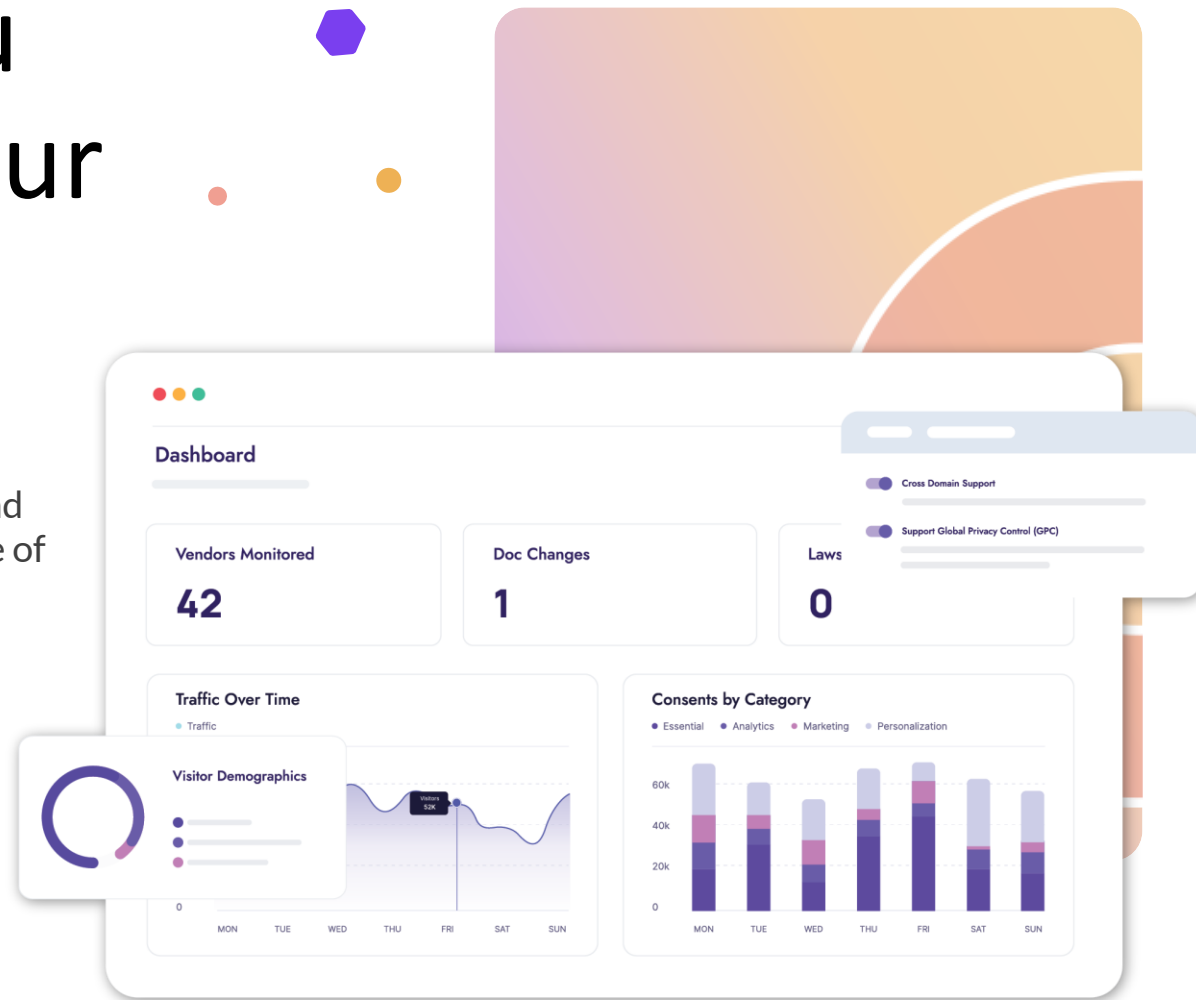 ur
Dashboard
Cross Domain Support
Support Global Privacy Control (GPC)
e of
Vendors Monitored
Doc Changes
Laws
42
1
0
Traffic Over Time
Traffic
Consents by Category
Essential
Analytics
Marketing
Personalization
Visitor Demographics
Visitors
52K
60k
40k
20k
0
0
MON TUE WED THU FRI SAT SUN
MON TUE WED THU FRI SAT SUN